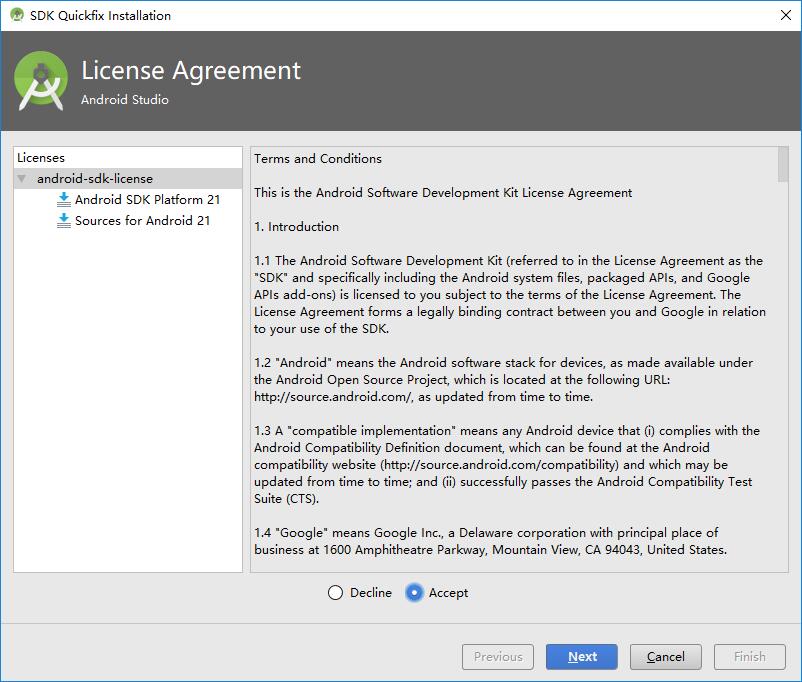 SDK Quickfix Installation
License Agreement
Android Studio
Licenses
android-sdk-license
Android SDK Platform 21
Sources for Android 21
Terms and Conditions
This is the Android Software Development Kit License Agreement
1. Introduction
1.1 The Android Software Development Kit (referred to in the License Agreement as the
"SDK" and specifically including the Android system files, packaged APIs, and Google
APIs add-ons) is licensed to you subject to the terms of the License Agreement. The
License Agreement forms a legally binding contract between you and Google in relation
to your use of the SDK.
1.2 "Android" means the Android software stack for devices, as made available under
the Android Open Source Project, which is located at the following URL:
http://source.android.com/, as updated from time to time.
1.3 A "compatible implementation" means any Android device that (i) complies with the
Android Compatibility Definition document, which can be found at the Android
compatibility website (http://source.android.com/compatibility) and which may be
updated from time to time; and (ii) successfully passes the Android Compatibility Test
Suite (CTS).
1.4 "Google" means Google Inc., a Delaware corporation with principal place of
business at 1600 Amphitheatre Parkway, Mountain View, CA 94043, United States.
Decline Accept
Previous Next Cancel Finish